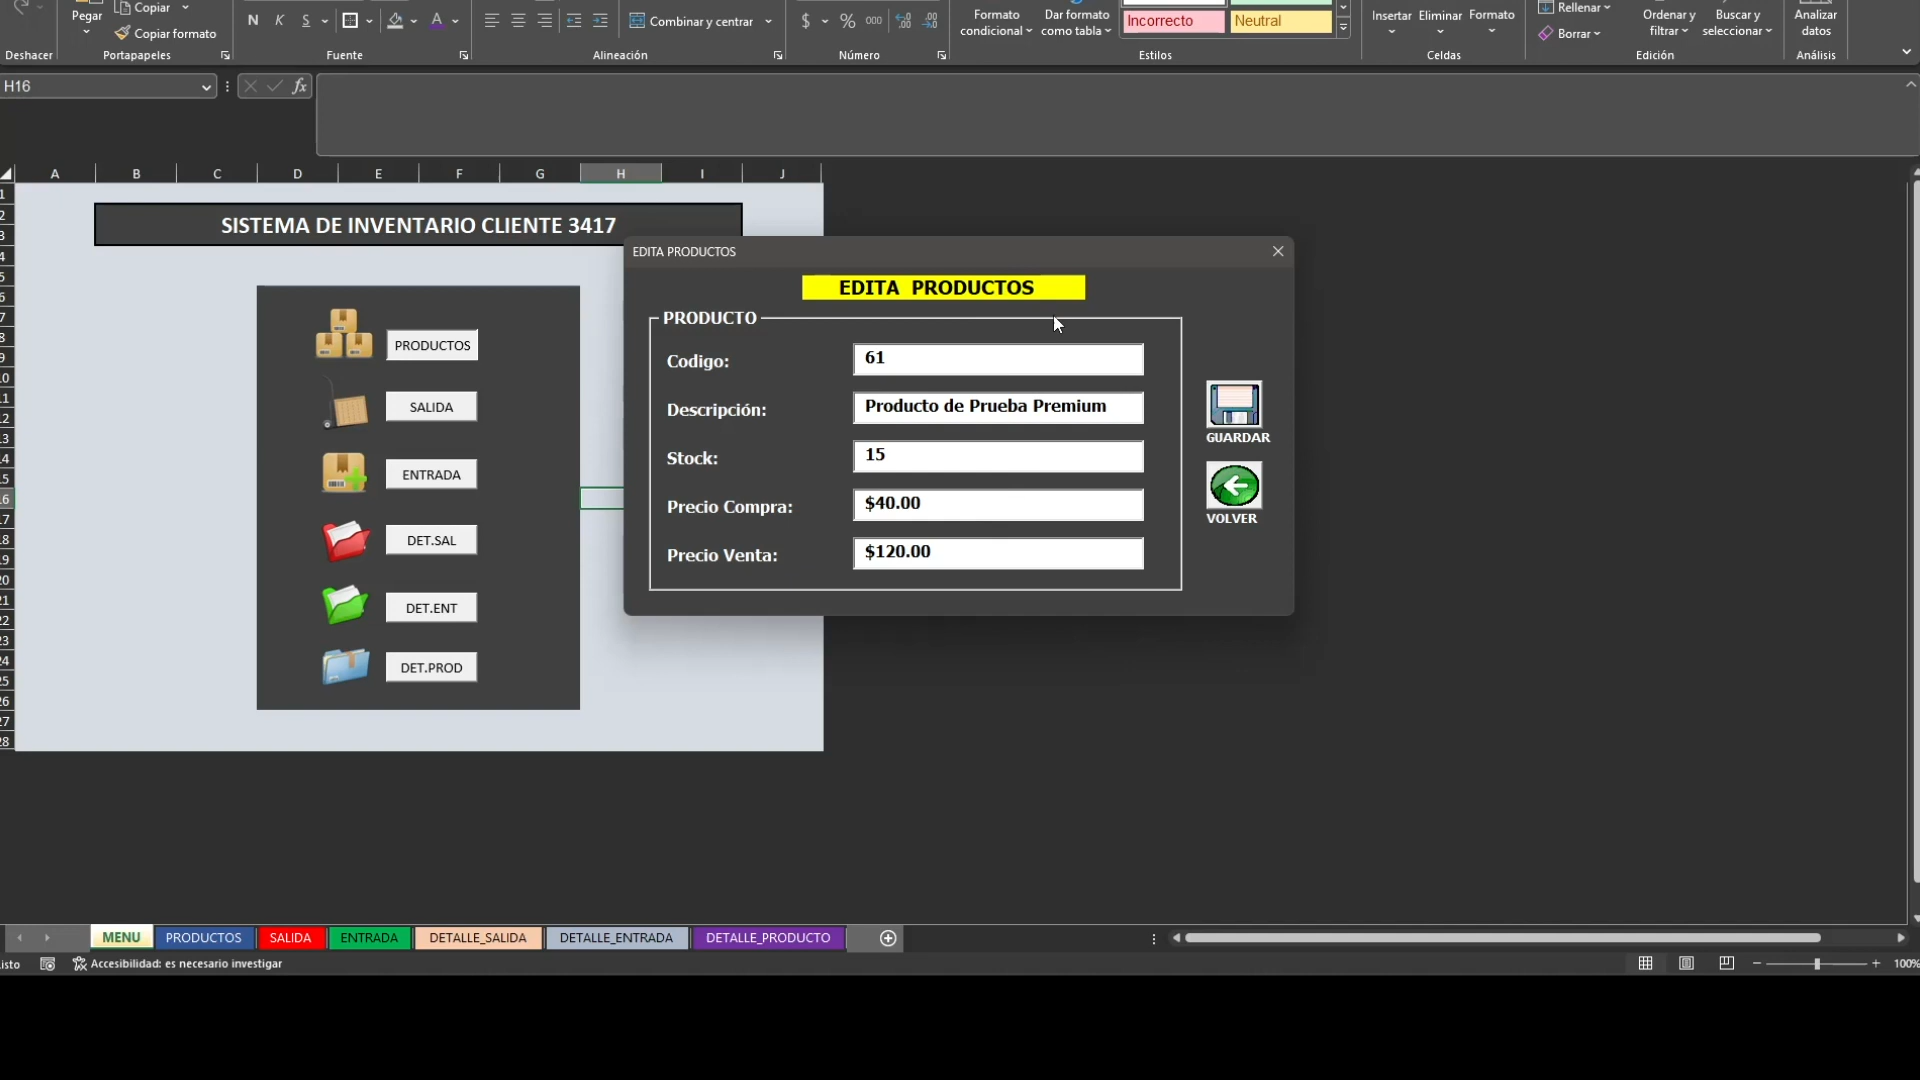 Pegar
Copiar
Copiar formato
N K S
A
Combinar y centrar
$ % 000
Formato condicional
Dar formato como tabla
Incorrecto
Neutral
Insertar
Eliminar
Formato
Rellenar
Borrar
Ordenar y filtrar
Buscar y seleccionar
Analizar datos
Deshacer
Portapapeles
Fuente
Alineación
Número
Estilos
Celdas
Edición
Análisis
H16
fx
A B C D E F G H I J
SISTEMA DE INVENTARIO CLIENTE 3417
PRODUCTOS
SALIDA
ENTRADA
DET.SAL
DET.ENT
DET.PROD
EDITA PRODUCTOS
EDITA PRODUCTOS
PRODUCTO
Codigo: 61
Descripción: Producto de Prueba Premium
Stock: 15
Precio Compra: $40.00
Precio Venta: $120.00
GUARDAR
VOLVER
MENU
PRODUCTOS
SALIDA
ENTRADA
DETALLE_SALIDA
DETALLE_ENTRADA
DETALLE_PRODUCTO
Accesibilidad: es necesario investigar
100%